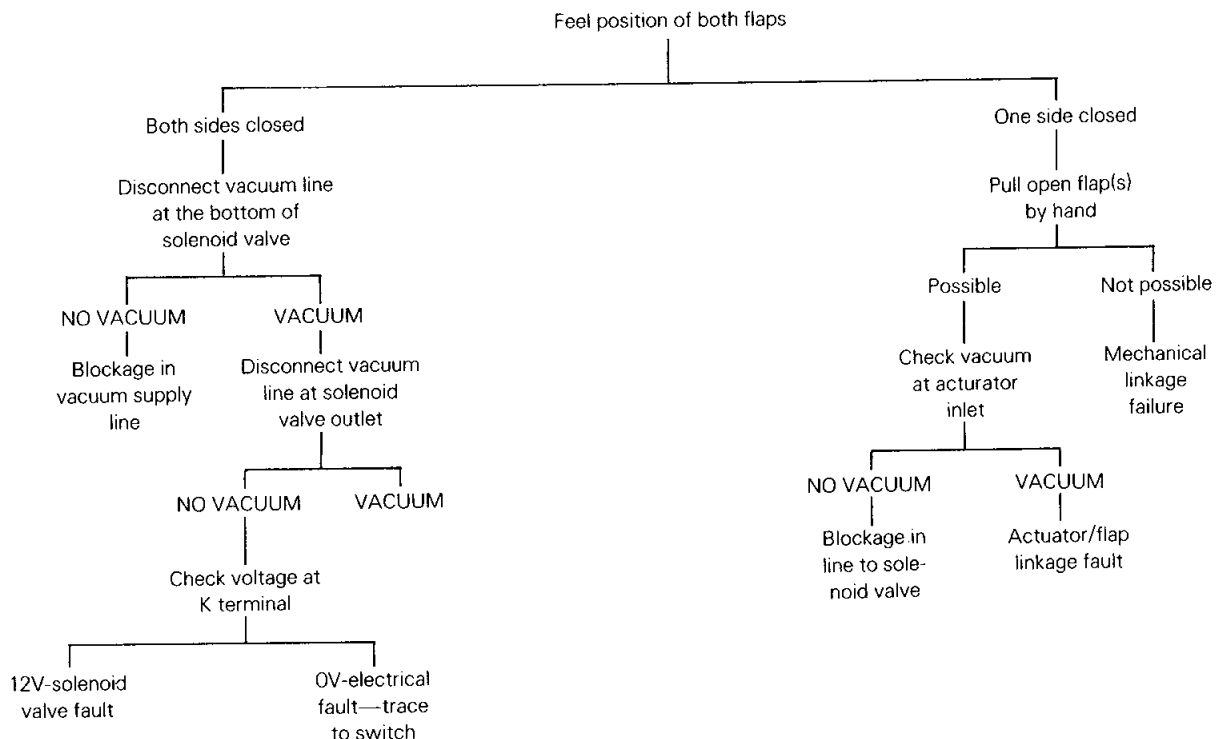 Feel position of both flaps
Both sides closed
One side closed
Disconnect vacuum line
at the bottom of
solenoid valve
Pull open flap(s)
by hand
NO VACUUM
VACUUM
Possible
Not possible
Blockage in
vacuum supply
line
Disconnect vacuum
line at solenoid
valve outlet
Check vacuum
at acturator
inlet
Mechanical
linkage
failure
NO VACUUM
VACUUM
NO VACUUM
VACUUM
Check voltage at
K terminal
Blockage in
line to sole-
noid valve
Actuator/flap
linkage fault
12V-solenoid
valve fault
0V-electrical
fault—trace
to switch